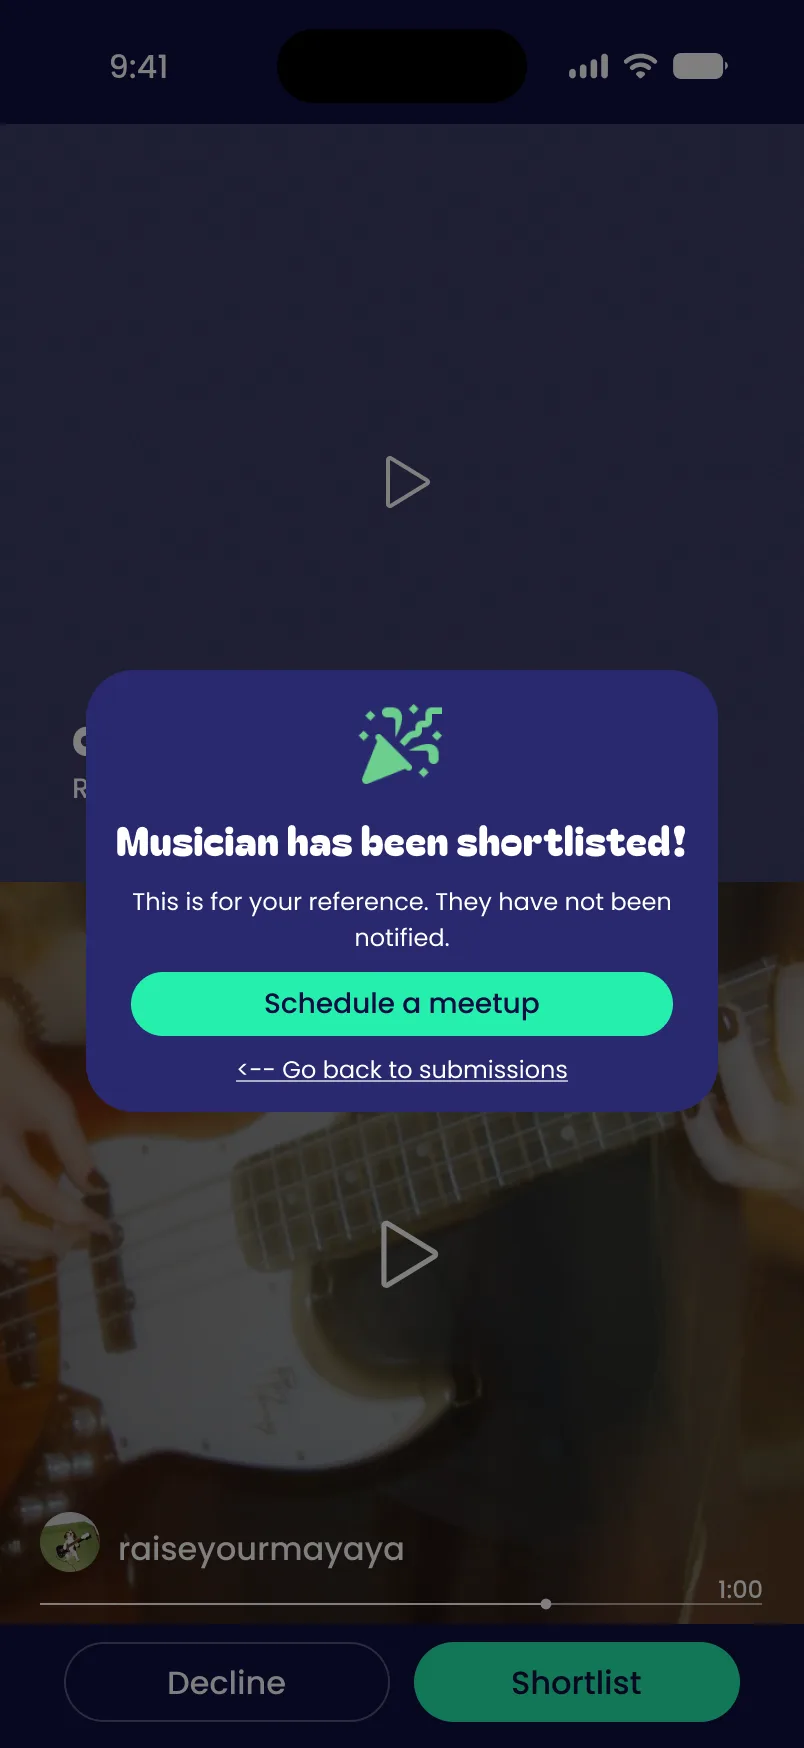 9:41
Musician has been shortlisted!
This is for your reference. They have not been
notified.
Schedule a meetup
<-- Go back to submissions
raiseyourmayaya
1:00
Decline
Shortlist